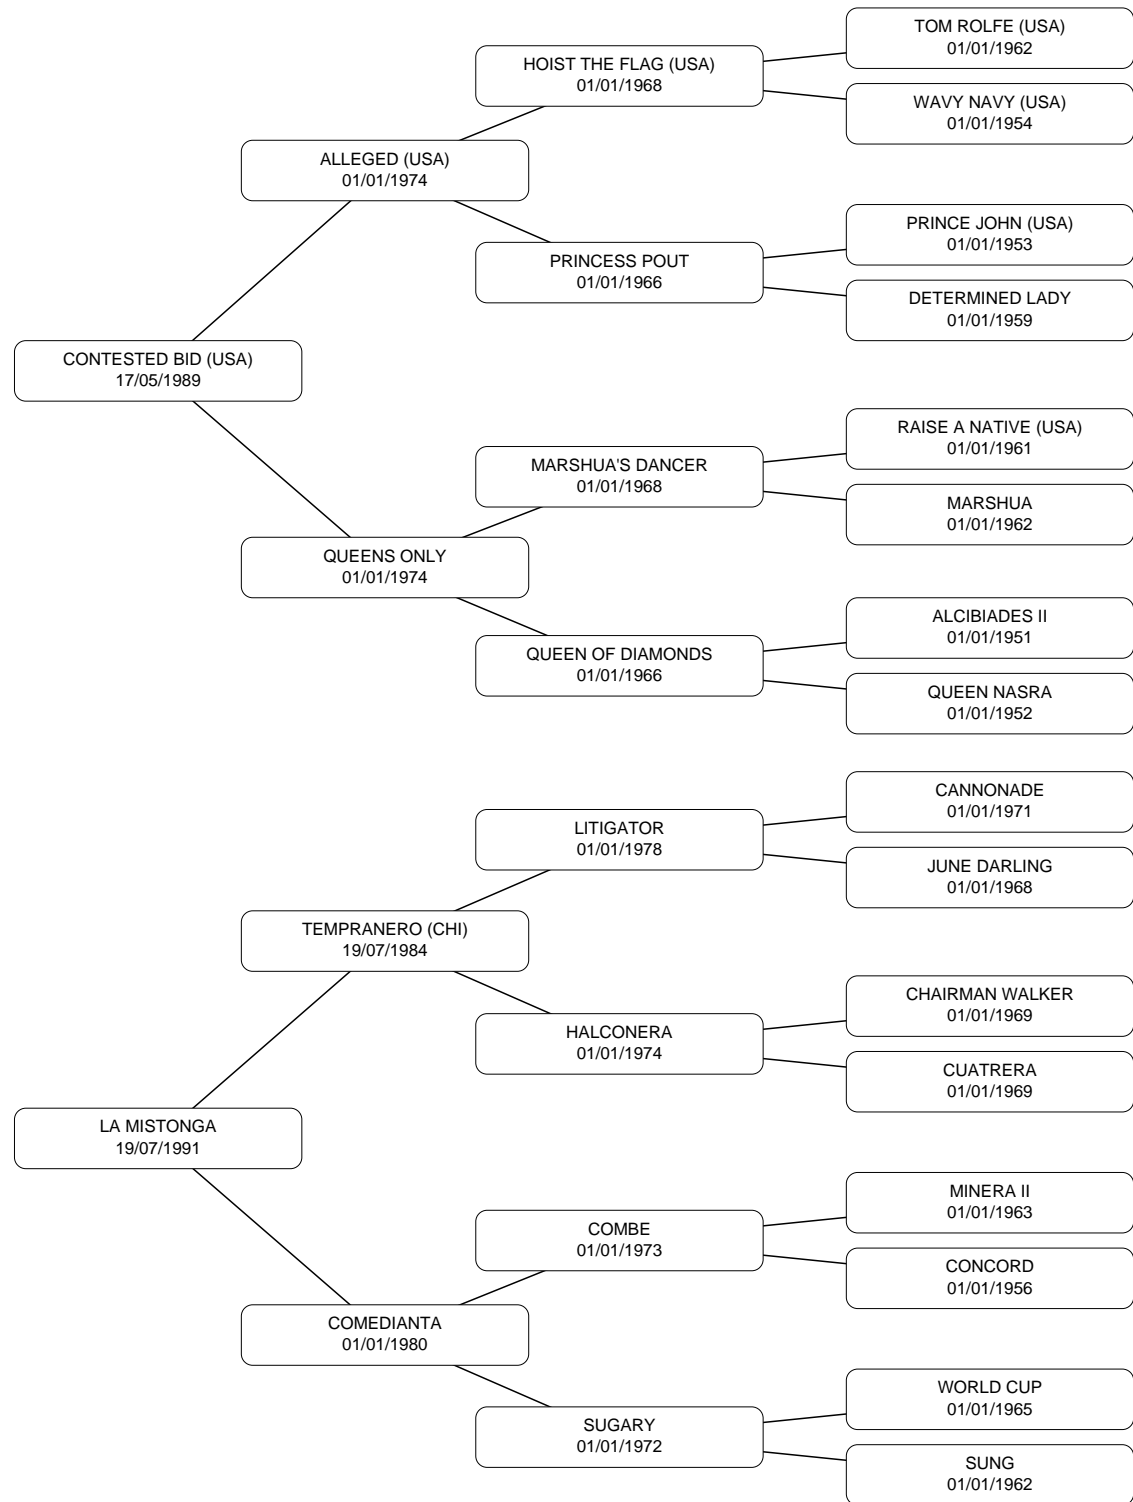 TOM ROLFE (USA)
01/01/1962
HOIST THE FLAG (USA)
01/01/1968
WAVY NAVY (USA)
01/01/1954
ALLEGED (USA)
01/01/1974
PRINCE JOHN (USA)
01/01/1953
PRINCESS POUT
01/01/1966
DETERMINED LADY
01/01/1959
CONTESTED BID (USA)
17/05/1989
RAISE A NATIVE (USA)
01/01/1961
MARSHUA'S DANCER
01/01/1968
MARSHUA
01/01/1962
QUEENS ONLY
01/01/1974
ALCIBIADES II
01/01/1951
QUEEN OF DIAMONDS
01/01/1966
QUEEN NASRA
01/01/1952
CANNONADE
01/01/1971
LITIGATOR
01/01/1978
JUNE DARLING
01/01/1968
TEMPRANERO (CHI)
19/07/1984
CHAIRMAN WALKER
01/01/1969
HALCONERA
01/01/1974
CUATRERA
01/01/1969
LA MISTONGA
19/07/1991
MINERA II
01/01/1963
COMBE
01/01/1973
CONCORD
01/01/1956
COMEDIANTA
01/01/1980
WORLD CUP
01/01/1965
SUGARY
01/01/1972
SUNG
01/01/1962